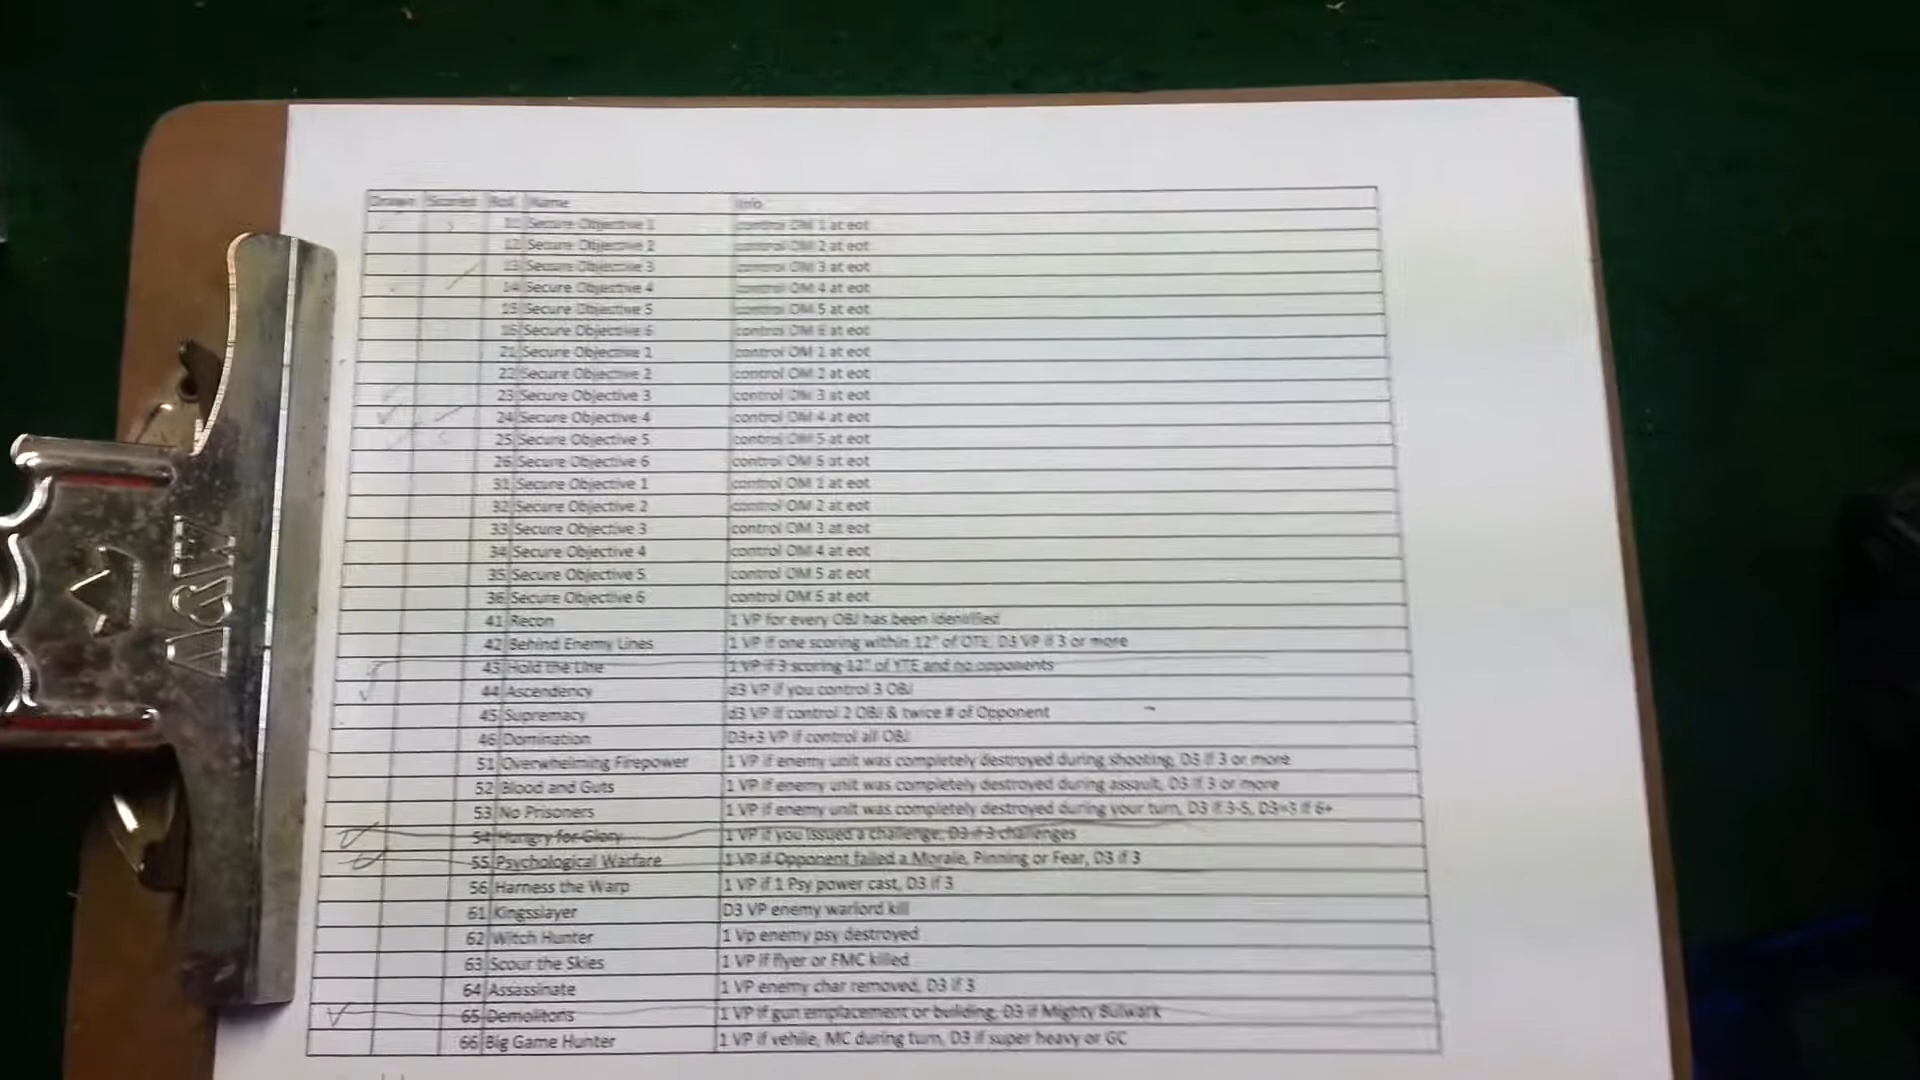 Drawn Scored Roll Name Info
11 Secure Objective 1 control OM 1 at eot
12 Secure Objective 2 control OM 2 at eot
13 Secure Objective 3 control OM 3 at eot
14 Secure Objective 4 control OM 4 at eot
15 Secure Objective 5 control OM 5 at eot
16 Secure Objective 6 control OM 6 at eot
21 Secure Objective 1 control OM 1 at eot
22 Secure Objective 2 control OM 2 at eot
23 Secure Objective 3 control OM 3 at eot
24 Secure Objective 4 control OM 4 at eot
25 Secure Objective 5 control OM 5 at eot
26 Secure Objective 6 control OM 6 at eot
31 Secure Objective 1 control OM 1 at eot
32 Secure Objective 2 control OM 2 at eot
33 Secure Objective 3 control OM 3 at eot
34 Secure Objective 4 control OM 4 at eot
35 Secure Objective 5 control OM 5 at eot
36 Secure Objective 6 control OM 6 at eot
41 Recon 1 VP for every OBJ has been identified
42 Behind Enemy Lines 1 VP if one scoring within 12" of OTE, D3 VP if 3 or more
43 Hold the Line 1 VP if 3 scoring 12" of YTE and no opponents
44 Ascendency d3 VP if you control 3 OBJ
45 Supremacy d3 VP if control 2 OBJ & twice # of Opponent
46 Domination D3+3 VP if control all OBJ
51 Overwhelming Firepower 1 VP if enemy unit was completely destroyed during shooting, D3 if 3 or more
52 Blood and Guts 1 VP if enemy unit was completely destroyed during assault, D3 if 3 or more
53 No Prisoners 1 VP if enemy unit was completely destroyed during your turn, D3 if 3-5, D3+3 if 6+
54 Hungry for Glory 1 VP if you issued a challenge, D3 if 3 challenges
55 Psychological Warfare 1 VP if Opponent failed a Morale, Pinning or Fear, D3 if 3
56 Harness the Warp 1 VP if 1 Psy power cast, D3 if 3
61 Kingsslayer D3 VP enemy warlord kill
62 Witch Hunter 1 Vp enemy psy destroyed
63 Scour the Skies 1 VP if flyer or FMC killed
64 Assassinate 1 VP enemy char removed, D3 if 3
65 Demolitons 1 VP if gun emplacement or building, D3 if Mighty Bulwark
66 Big Game Hunter 1 VP if vehile, MC during turn, D3 if super heavy or GC